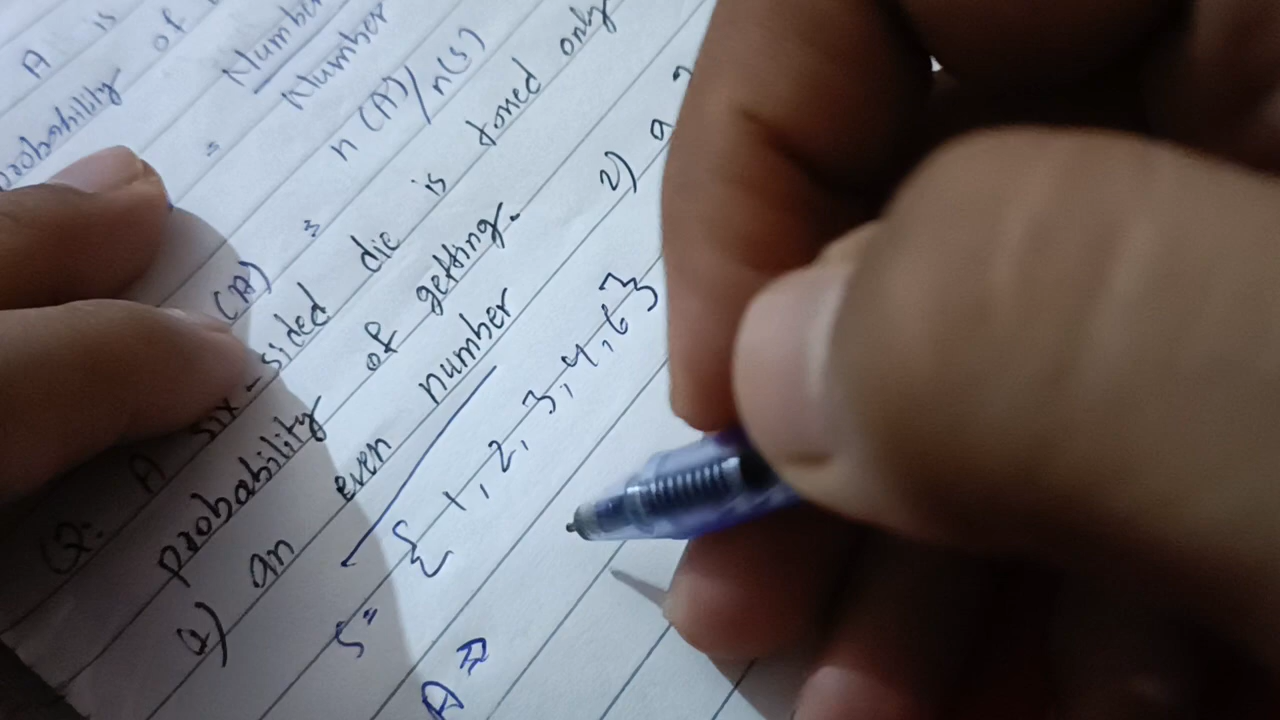 A is
probability of
= Number
Number
(A) = n(A)/n(S)
Q: A six-sided die is tossed only
probability of getting.
1) an even number 2) a
S = { 1, 2, 3, 4, 6 }
A =